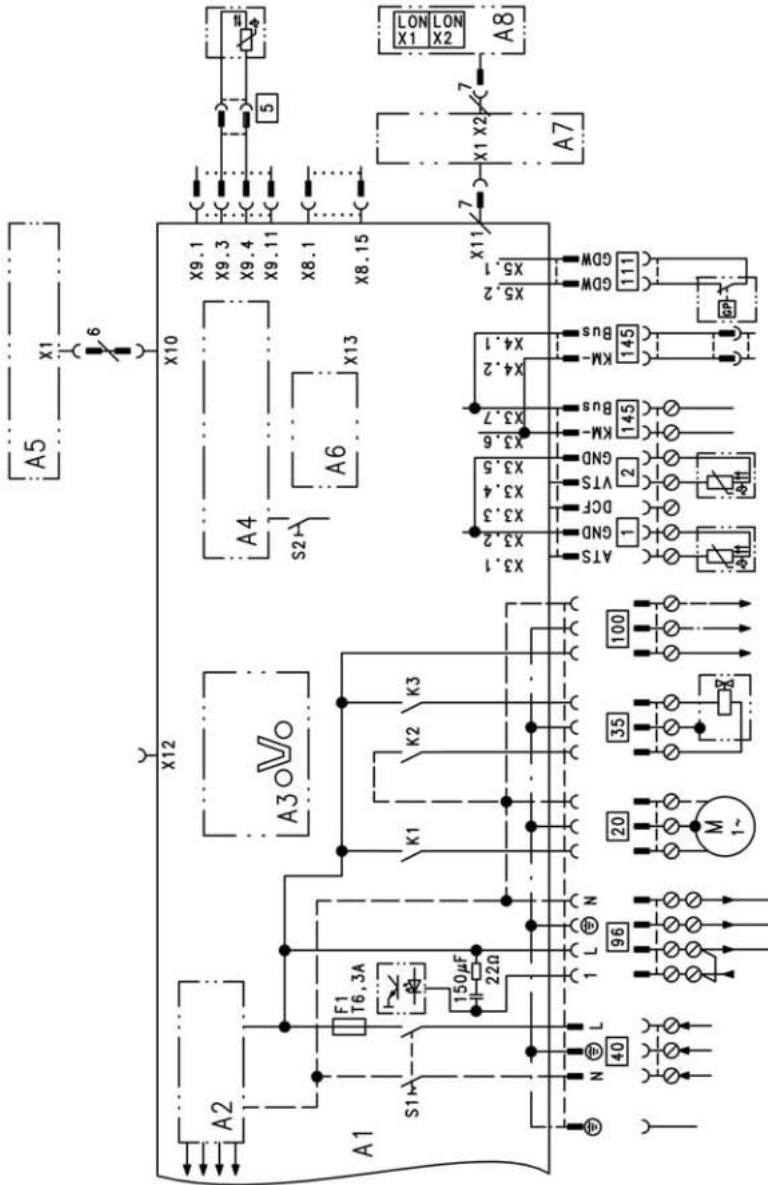 LON LON
X1 X2
A8
5
7
X1 X2
A7
X9.1
X9.3
X9.4
X9.11
X8.1
X8.15
7
X11
A5
X1
6
X10
A4
S2
A6
X13
X12
A3
X5.1
X5.2
X4.1
X4.2
X3.7
X3.6
X3.5
X3.4
X3.3
X3.2
X3.1
GDW
GDW
111
GP
Bus
KM-
145
Bus
KM-
145
GND
VTS
2
DCF
GND
1
ATS
100
K3
K2
35
K1
20
M
1~
N
L
1
96
150µF
22Ω
F1
T6,3A
S1
L
N
40
A2
A1